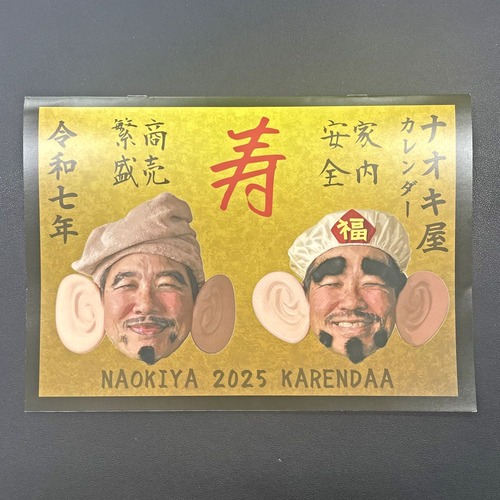 ナオキ屋
カレンダー
家内
安全
寿
商売
繁盛
令和七年
福
NAOKIYA 2025 KARENDAA